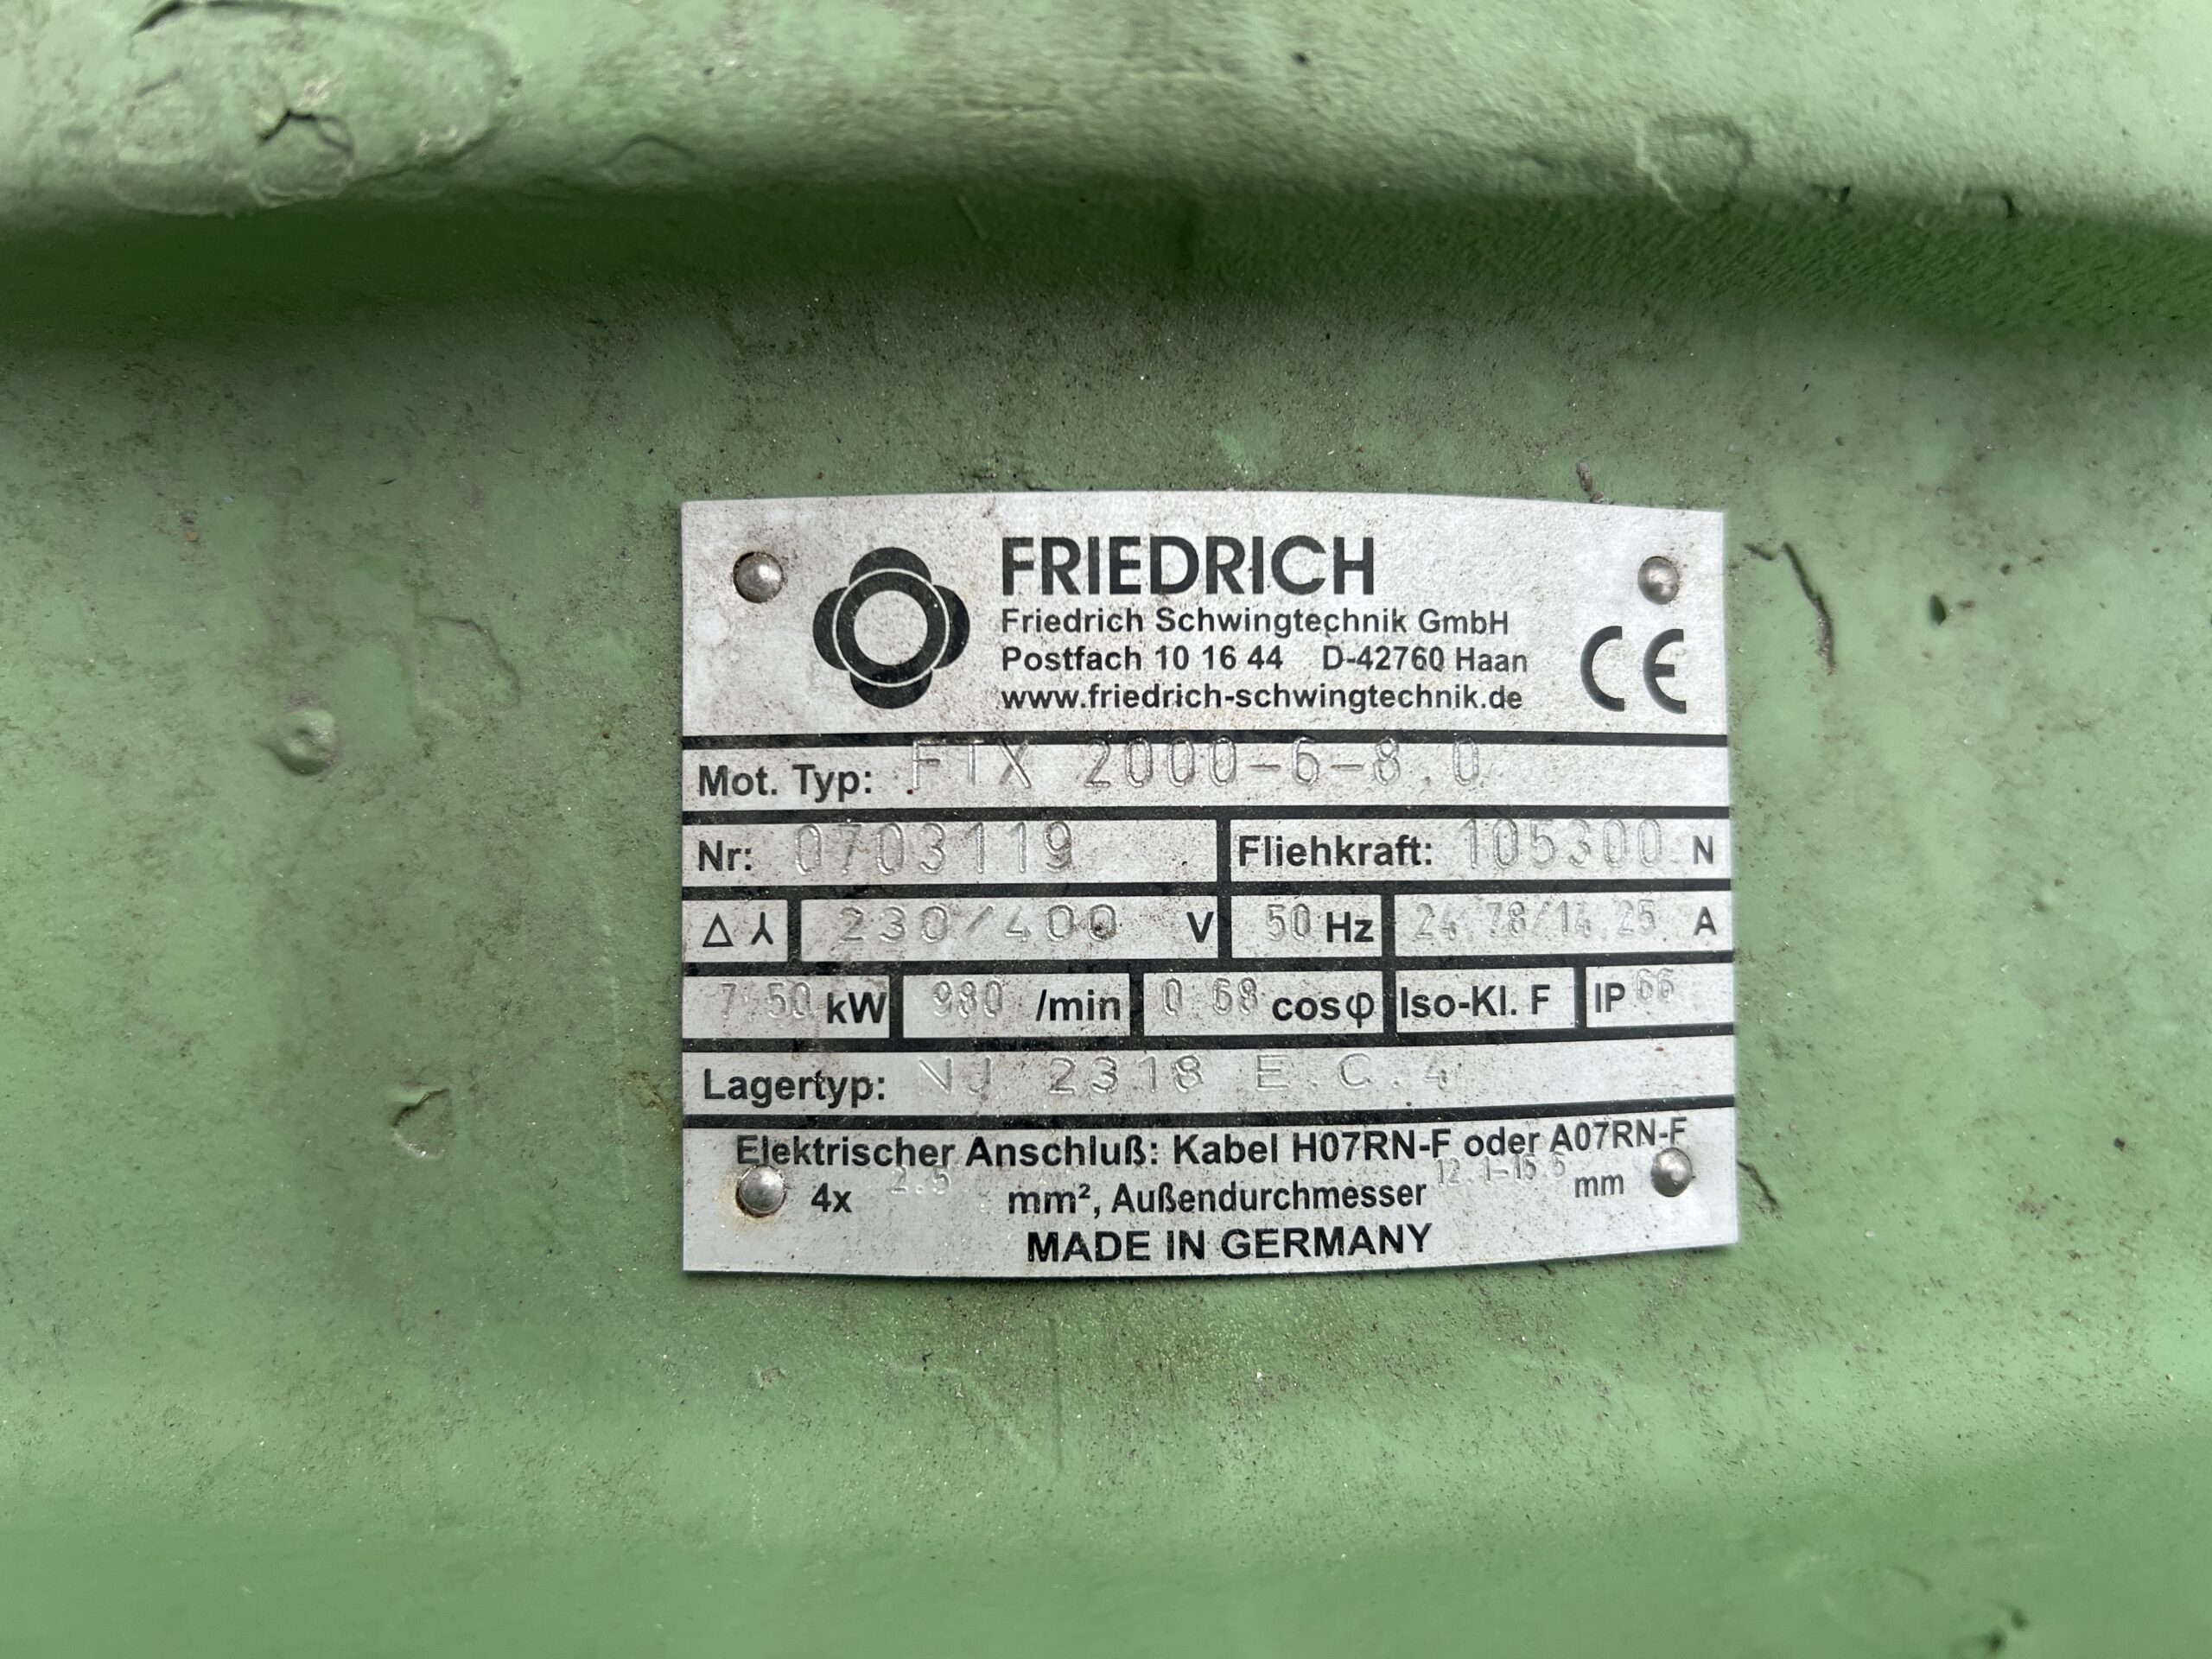 FRIEDRICH
Friedrich Schwingtechnik GmbH
Postfach 10 16 44 D-42760 Haan
www.friedrich-schwingtechnik.de
CE
Mot. Typ: FTX 2000-6-8.0
Nr: 0703119 Fliehkraft: 105300 N
Δ ⅄ 230/400 V 50 Hz 24.78/14.25 A
7.50 kW 980 /min 0.68 cosφ Iso-Kl. F IP 66
Lagertyp: NJ 2318 E.C.4
Elektrischer Anschluß: Kabel H07RN-F oder A07RN-F
4x 2.5 mm², Außendurchmesser 12.1-15.6 mm
MADE IN GERMANY